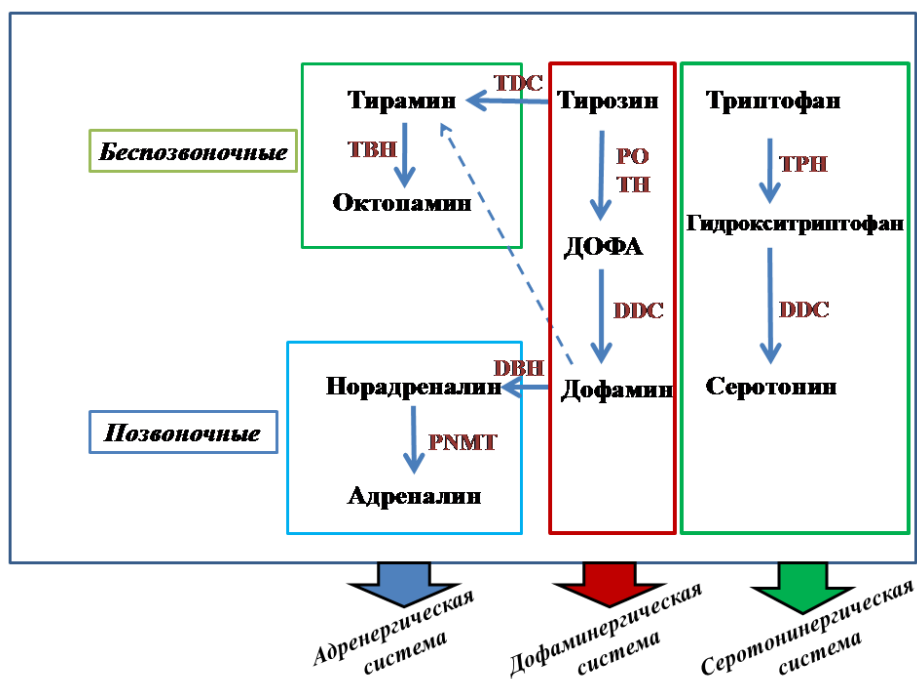 TDC
Тирамин
Тирозин
Триптофан
Беспозвоночные
TBH
PO
TH
TPH
Октопамин
Гидрокситриптофан
ДОФА
DDC
DDC
DBH
Норадреналин
Дофамин
Серотонин
Позвоночные
PNMT
Адреналин
Адренергическая
система
Дофаминергическая
система
Серотонинергическая
система